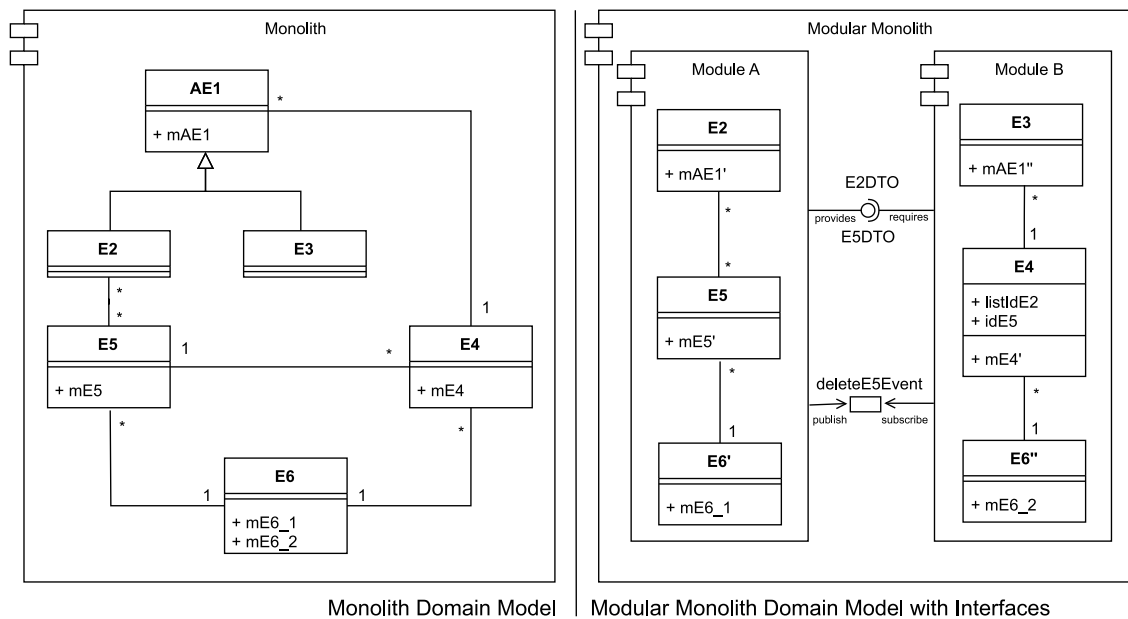 Monolith
AE1
*
+ mAE1
E2
E3
*
*
1
E5
1
*
E4
+ mE5
+ mE4
*
*
E6
1
1
+ mE6_1
+ mE6_2
Monolith Domain Model
Modular Monolith
Module A
E2
+ mAE1'
*
*
E5
+ mE5'
*
1
E6'
+ mE6_1
E2DTO
provides
requires
E5DTO
deleteE5Event
publish
subscribe
Module B
E3
+ mAE1''
*
1
E4
+ listIdE2
+ idE5
+ mE4'
*
1
E6''
+ mE6_2
Modular Monolith Domain Model with Interfaces